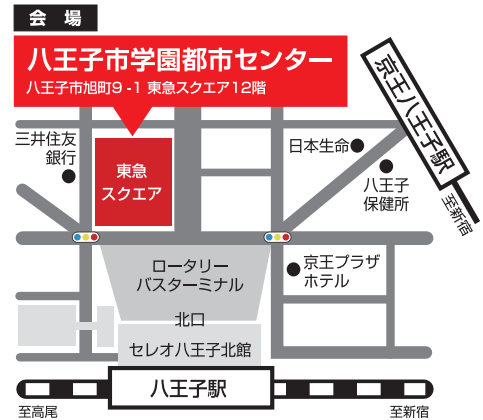 会場
八王子市学園都市センター
八王子市旭町9-1 東急スクエア12階
京王八王子駅
至新宿
三井住友
銀行
東急
スクエア
日本生命
八王子
保健所
ロータリー
バスターミナル
京王プラザ
ホテル
北口
セレオ八王子北館
八王子駅
至高尾
至新宿